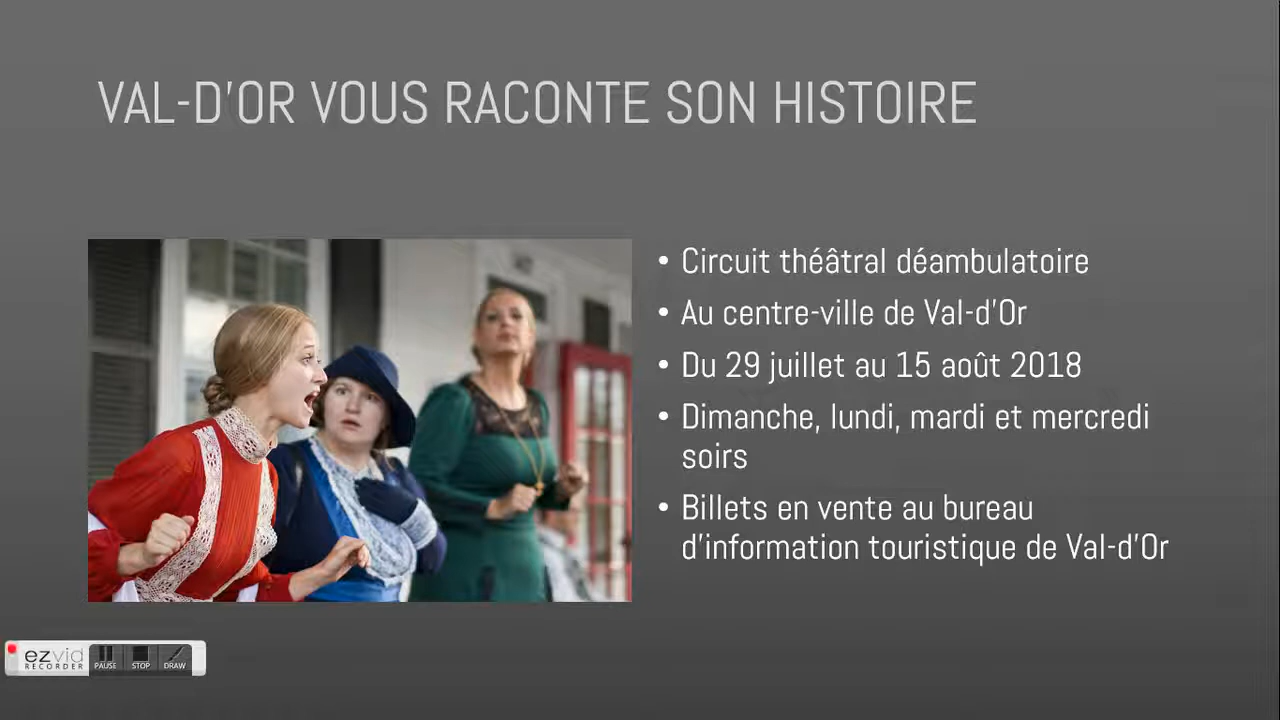 VAL-D'OR VOUS RACONTE SON HISTOIRE
• Circuit théâtral déambulatoire
• Au centre-ville de Val-d'Or
• Du 29 juillet au 15 août 2018
• Dimanche, lundi, mardi et mercredi
soirs
• Billets en vente au bureau
d'information touristique de Val-d'Or
ezvid
RECORDER
PAUSE
STOP
DRAW